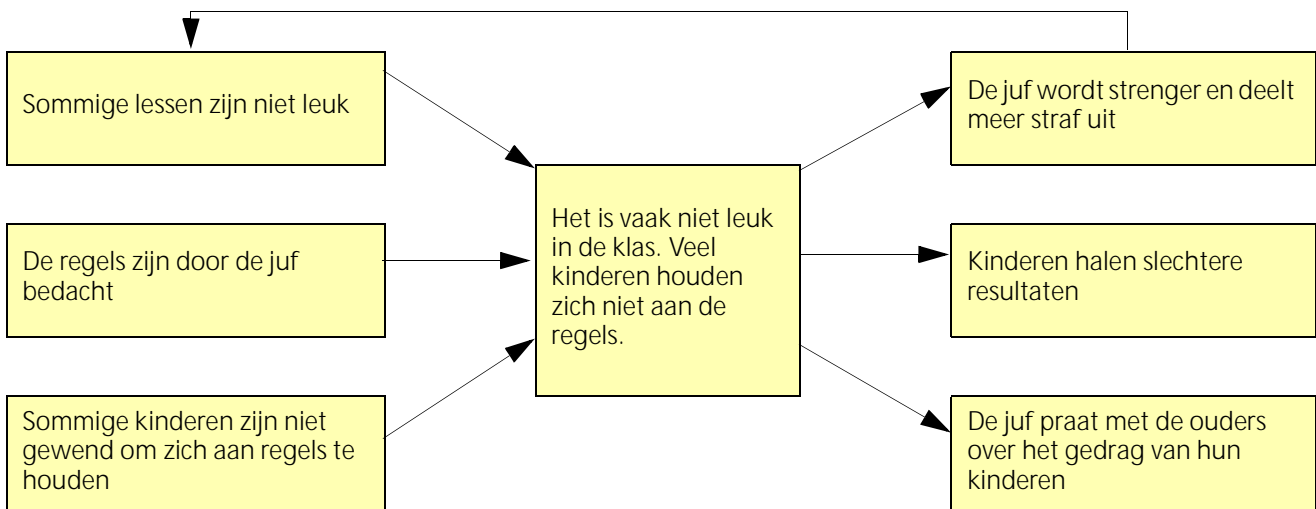 Sommige lessen zijn niet leuk
De regels zijn door de juf
bedacht
Sommige kinderen zijn niet
gewend om zich aan regels te
houden
Het is vaak niet leuk
in de klas. Veel
kinderen houden
zich niet aan de
regels.
De juf wordt strenger en deelt
meer straf uit
Kinderen halen slechtere
resultaten
De juf praat met de ouders
over het gedrag van hun
kinderen